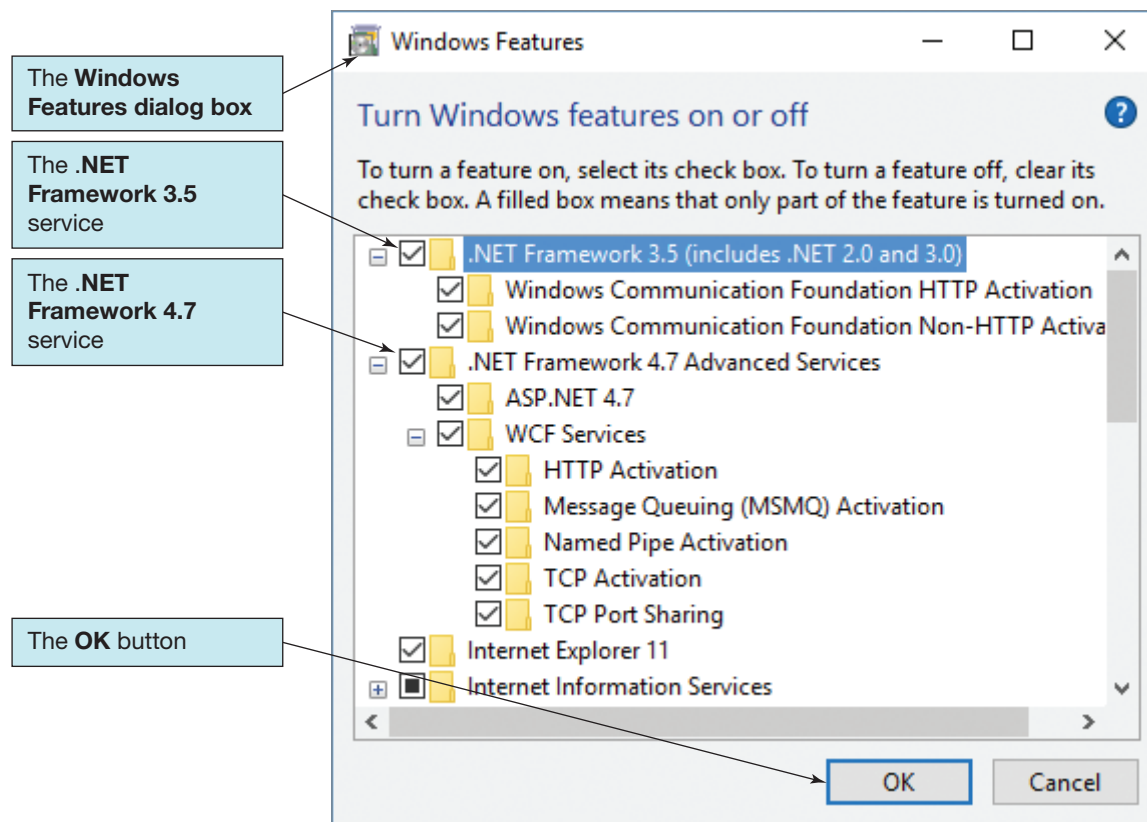 The Windows
Features dialog box
The .NET
Framework 3.5
service
The .NET
Framework 4.7
service
The OK button
Windows Features
Turn Windows features on or off
?
To turn a feature on, select its check box. To turn a feature off, clear its
check box. A filled box means that only part of the feature is turned on.
.NET Framework 3.5 (includes .NET 2.0 and 3.0)
Windows Communication Foundation HTTP Activation
Windows Communication Foundation Non-HTTP Activa
.NET Framework 4.7 Advanced Services
ASP.NET 4.7
WCF Services
HTTP Activation
Message Queuing (MSMQ) Activation
Named Pipe Activation
TCP Activation
TCP Port Sharing
Internet Explorer 11
Internet Information Services
OK
Cancel